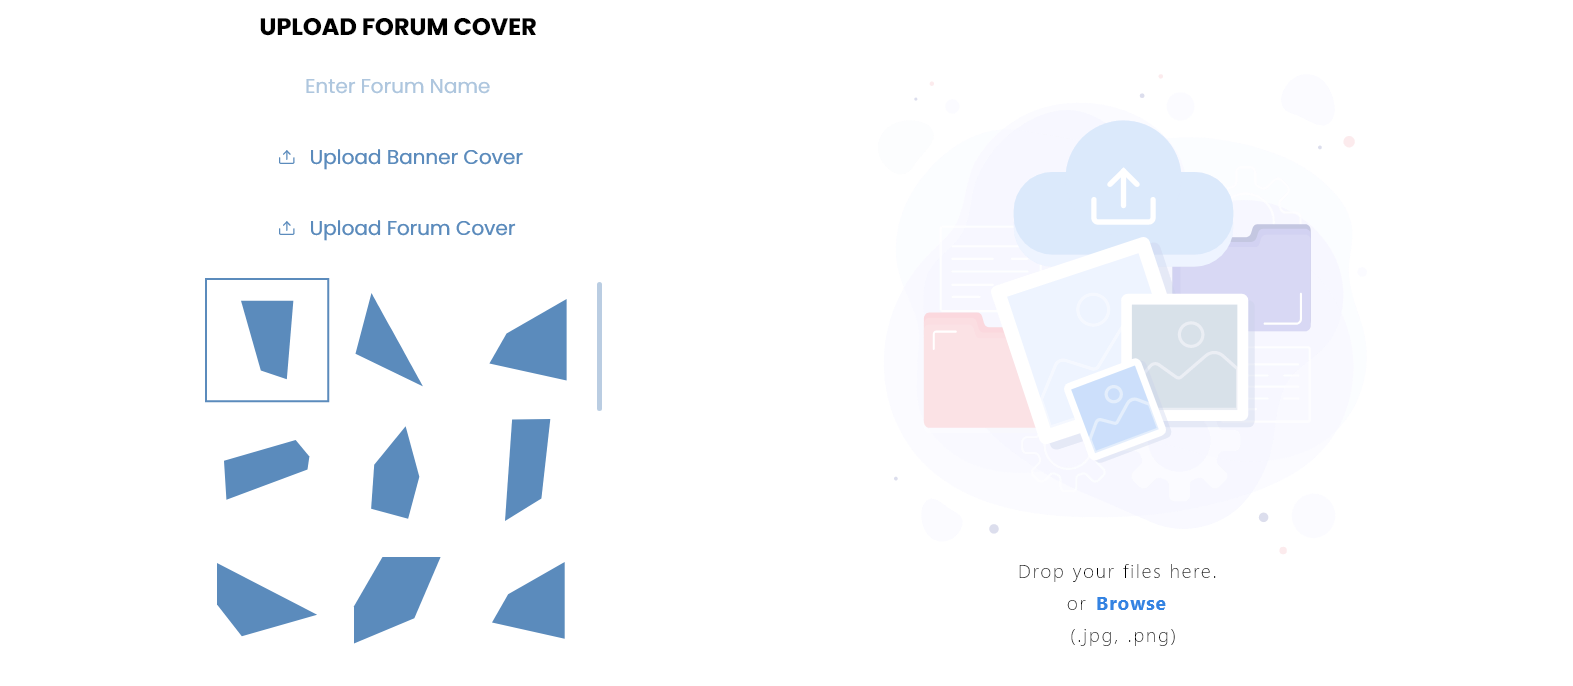 UPLOAD FORUM COVER
Enter Forum Name
Upload Banner Cover
Upload Forum Cover
Drop your files here.
or Browse
(.jpg, .png)